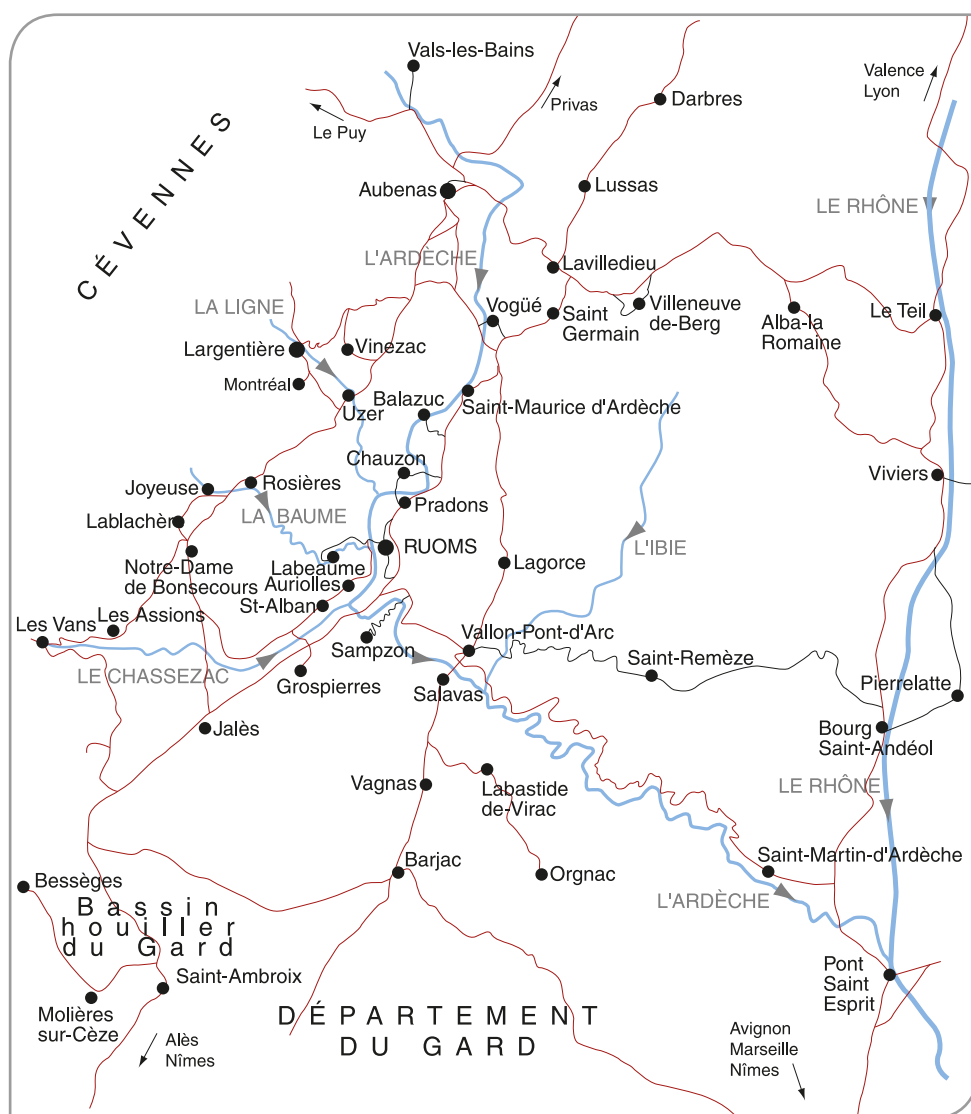 Vals-les-Bains
Valence
Lyon
Privas
Darbres
Le Puy
CÉVENNES
Aubenas
Lussas
LE RHÔNE
L'ARDÈCHE
Lavilledieu
LA LIGNE
Vogüé
Saint
Germain
Villeneuve
de-Berg
Alba-la
Romaine
Le Teil
Largentière
Vinezac
Montréal
Uzer
Balazuc
Saint-Maurice d'Ardèche
Chauzon
Joyeuse
Rosières
Viviers
Pradons
LA BAUME
Lablachèr
RUOMS
L'IBIE
Notre-Dame
de Bonsecours
Labeaume
Lagorce
Auriolles
St-Alban
Les Assions
Les Vans
Sampzon
Vallon-Pont-d'Arc
Saint-Remèze
LE CHASSEZAC
Grospierres
Salavas
Pierrelatte
Jalès
Bourg
Saint-Andéol
Vagnas
Labastide
de-Virac
LE RHÔNE
Barjac
Orgnac
Saint-Martin-d'Ardèche
Bessèges
L'ARDÈCHE
Bassin
houiller
du Gard
Saint-Ambroix
Pont
Saint
Esprit
Molières
sur-Cèze
DÉPARTEMENT
DU GARD
Alès
Nîmes
Avignon
Marseille
Nîmes